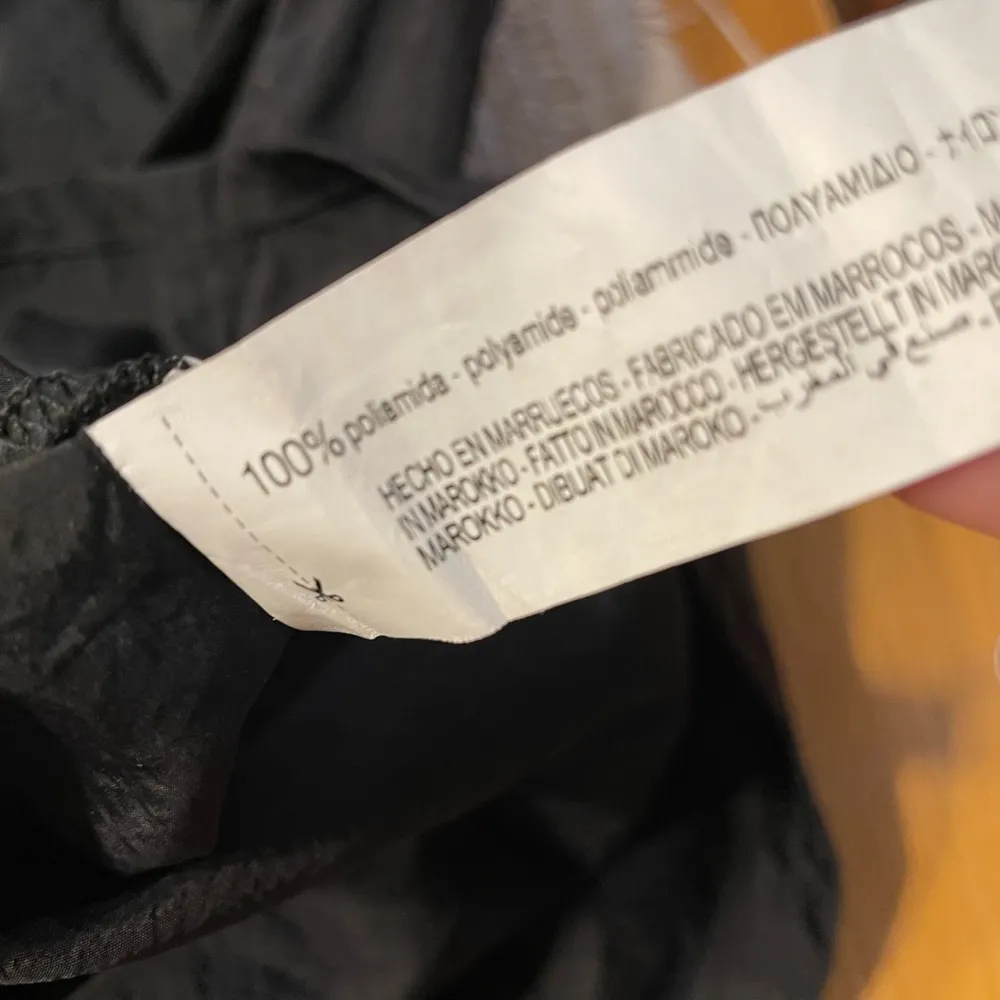 100% poliamida - polyamide - poliammide - ΠΟΛΥΑΜΙΔΙΟ -
HECHO EN MARRUECOS - FABRICADO EM MARROCOS -
IN MAROKKO - FATTO IN MAROCCO - HERGESTELLT IN
MAROKKO - DIBUAT DI MAROKO - صنع في المغرب -